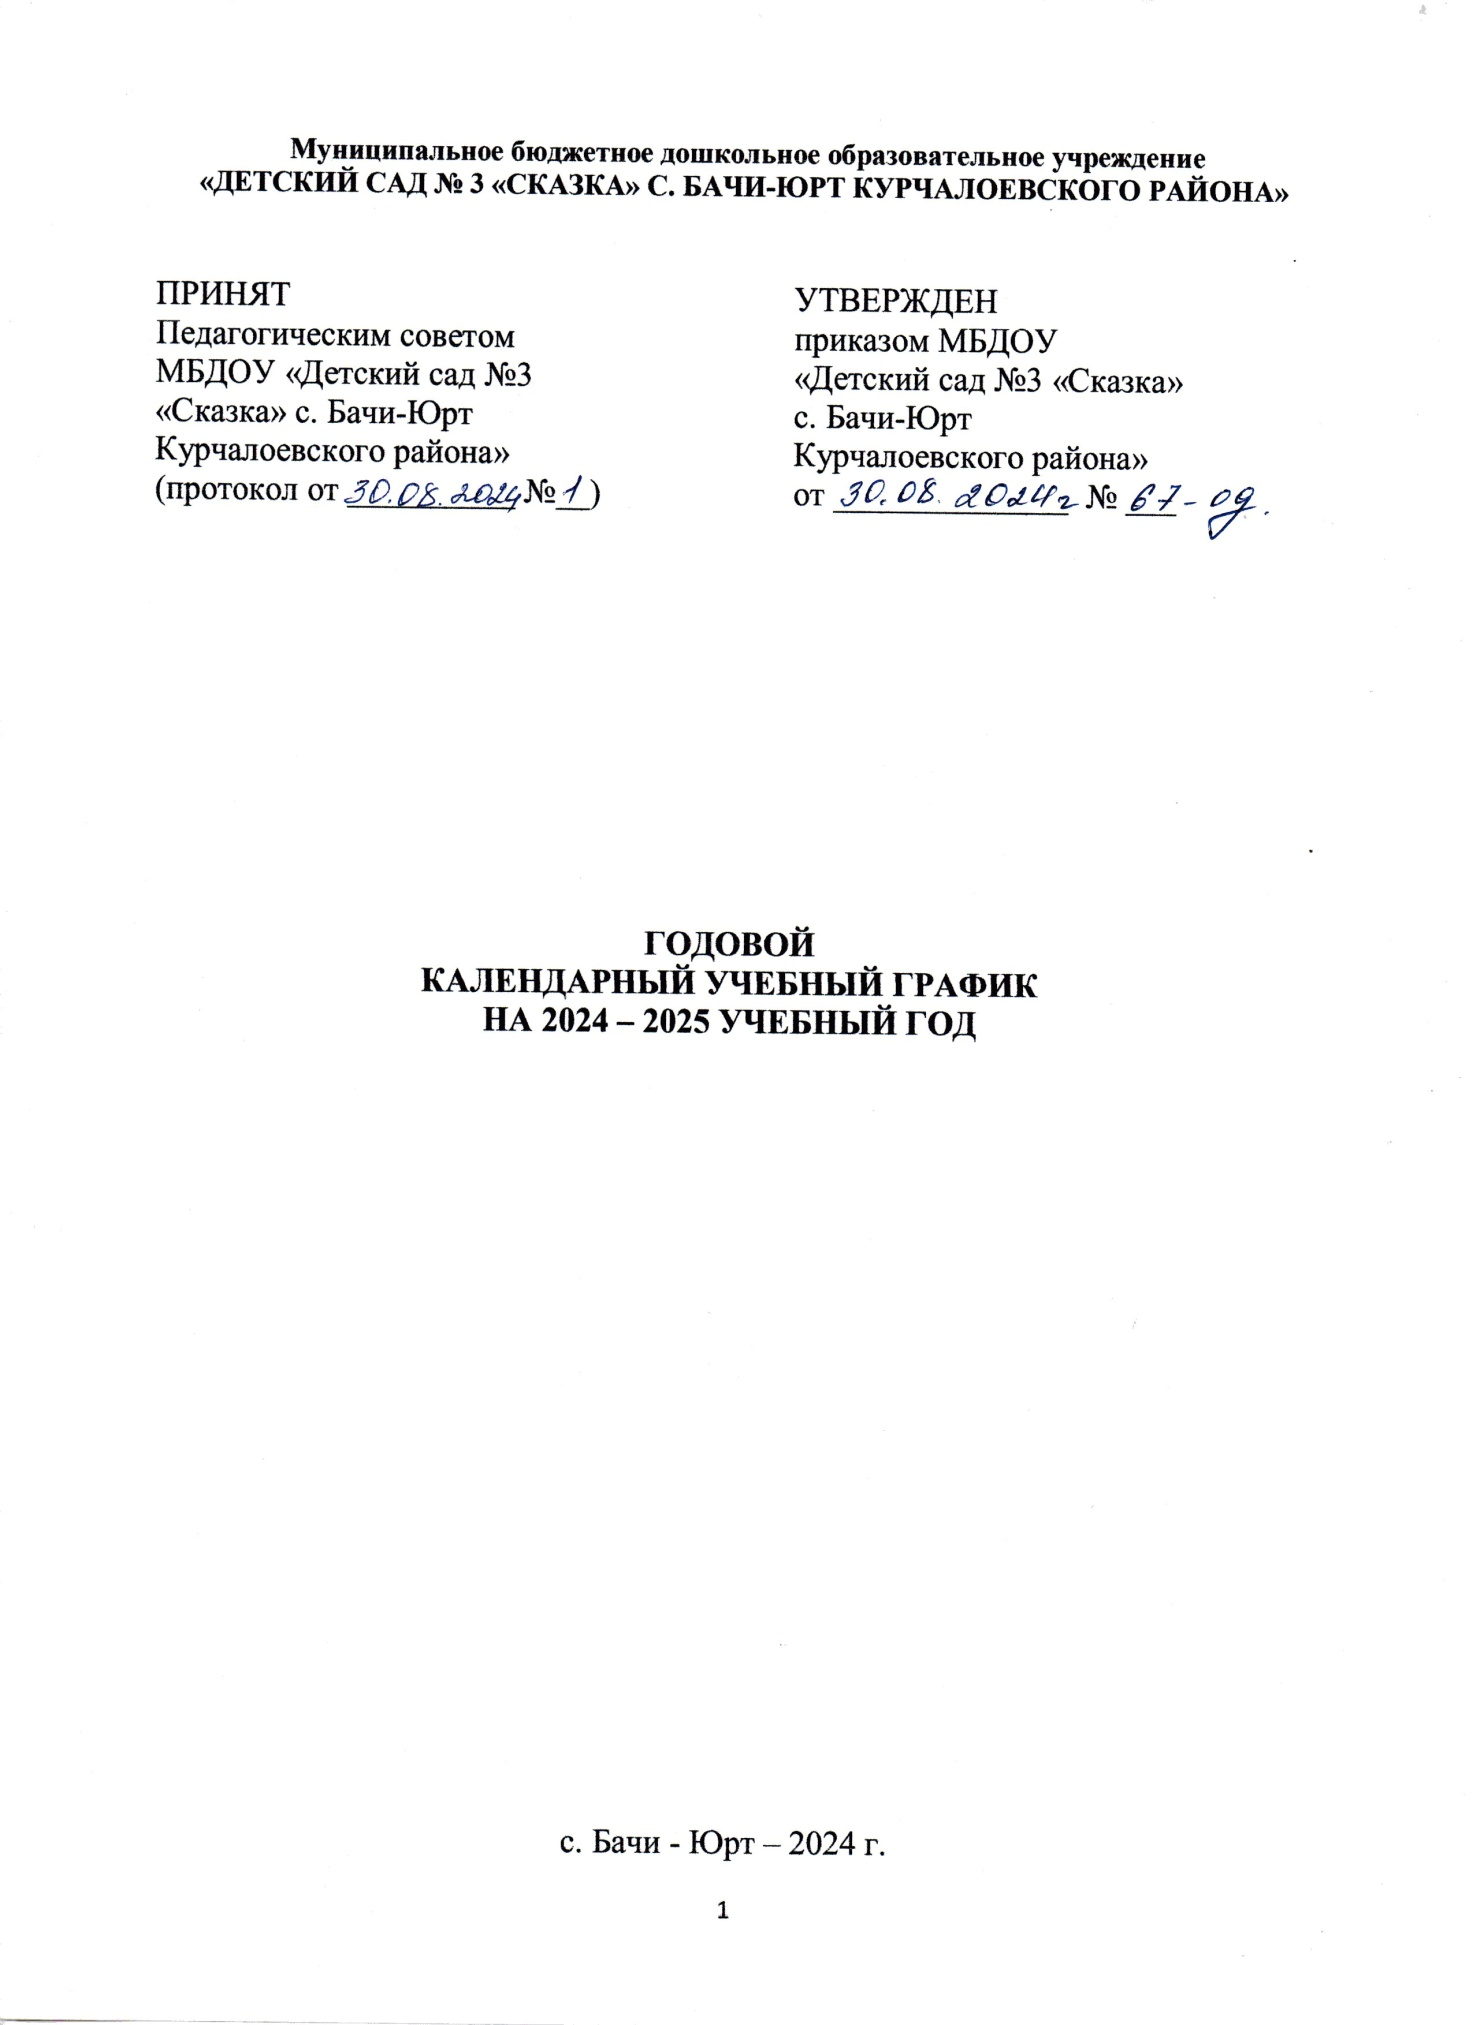 Муниципальное бюджетное дошкольное образовательное учреждение
«ДЕТСКИЙ САД № 3 «СКАЗКА» С. БАЧИ-ЮРТ КУРЧАЛОЕВСКОГО РАЙОНА»
ПРИНЯТ
Педагогическим советом
МБДОУ «Детский сад №3
«Сказка» с. Бачи-Юрт
Курчалоевского района»
(протокол от 30.08.2024 № 1)
УТВЕРЖДЕН
приказом МБДОУ
«Детский сад №3 «Сказка»
с. Бачи-Юрт
Курчалоевского района»
от 30.08.2024г № 67-од.
ГОДОВОЙ
КАЛЕНДАРНЫЙ УЧЕБНЫЙ ГРАФИК
НА 2024 – 2025 УЧЕБНЫЙ ГОД
с. Бачи - Юрт – 2024 г.
1